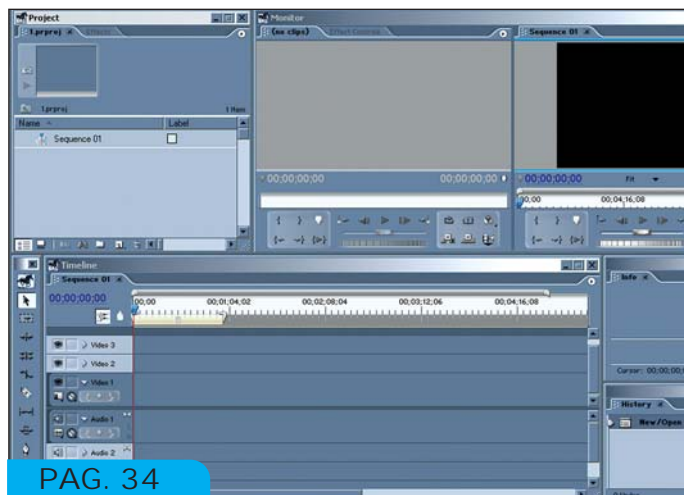 Project
1.prproj Effects
1.prproj 1 Item
Name Label
Sequence 01
Monitor
(no clips) Effect Controls
Sequence 01
00;00;00;00 00;00;00;00
00;00;00;00 Fit
00;00 00;04;16;08
Timeline
Sequence 01
00;00;00;00
00;00 00;01;04;02 00;02;08;04 00;03;12;06 00;04;16;08
Video 3
Video 2
Video 1
Audio 1
Audio 2
Info
Cursor: 00;00;00;
History
New/Open
PAG. 34